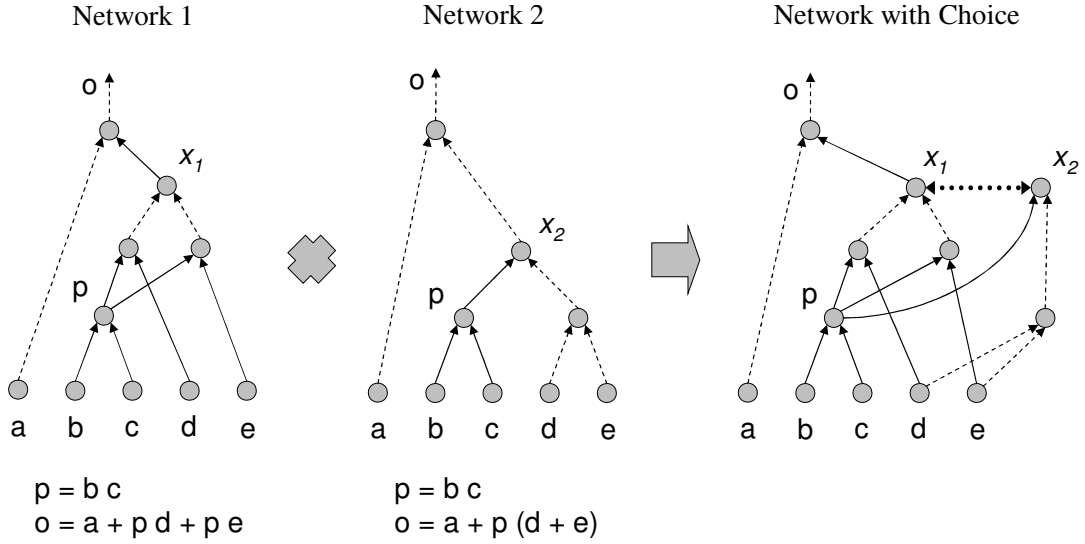 Network 1
Network 2
Network with Choice
o
o
o
x1
x1
x2
x2
p
p
p
a b c d e
a b c d e
a b c d e
p = b c
o = a + p d + p e
p = b c
o = a + p (d + e)